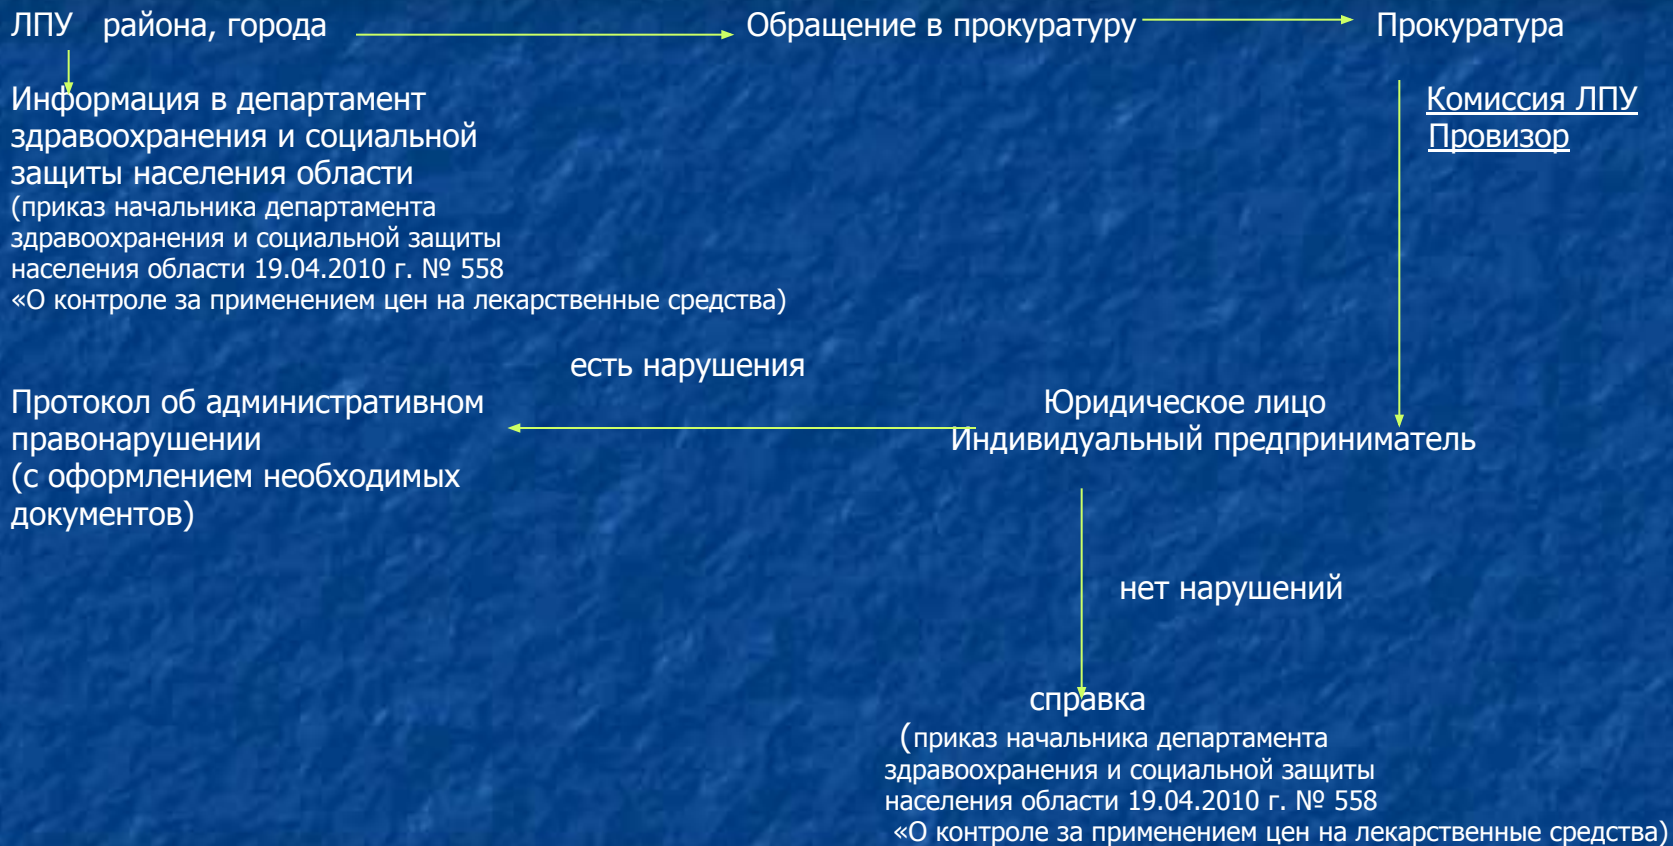 ЛПУ района, города
Обращение в прокуратуру
Прокуратура
Информация в департамент
здравоохранения и социальной
защиты населения области
(приказ начальника департамента
здравоохранения и социальной защиты
населения области 19.04.2010 г. № 558
«О контроле за применением цен на лекарственные средства)
Комиссия ЛПУ
Провизор
есть нарушения
Протокол об административном
правонарушении
(с оформлением необходимых
документов)
Юридическое лицо
Индивидуальный предприниматель
нет нарушений
справка
(приказ начальника департамента
здравоохранения и социальной защиты
населения области 19.04.2010 г. № 558
«О контроле за применением цен на лекарственные средства)